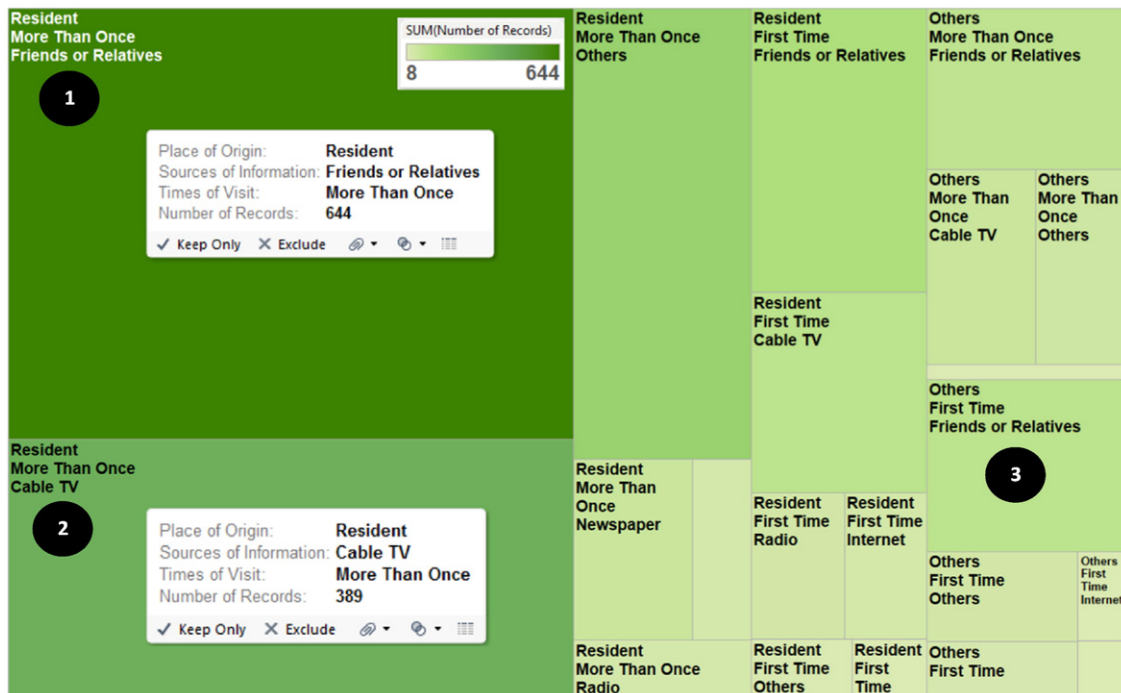 Resident
More Than Once
Friends or Relatives
1
SUM(Number of Records)
8 644
Place of Origin: Resident
Sources of Information: Friends or Relatives
Times of Visit: More Than Once
Number of Records: 644
Keep Only Exclude
Resident
More Than Once
Cable TV
2
Place of Origin: Resident
Sources of Information: Cable TV
Times of Visit: More Than Once
Number of Records: 389
Keep Only Exclude
Resident
More Than Once
Others
Resident
More Than
Once
Newspaper
Resident
More Than Once
Radio
Resident
First Time
Friends or Relatives
Resident
First Time
Cable TV
Resident
First Time
Radio
Resident
First Time
Internet
Resident
First Time
Others
Resident
First
Time
Others
More Than Once
Friends or Relatives
Others
More Than
Once
Cable TV
Others
More Than
Once
Others
Others
First Time
Friends or Relatives
3
Others
First Time
Others
Others
First
Time
Internet
Others
First Time